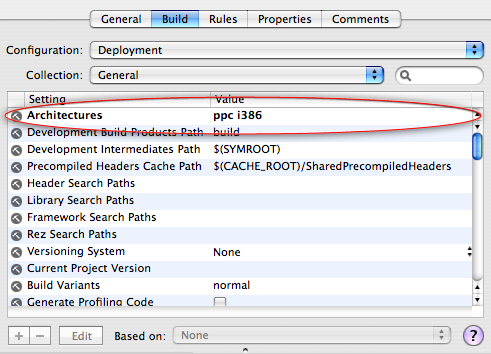 General Build Rules Properties Comments
Configuration: Deployment
Collection: General
Setting Value
Architectures ppc i386
Development Build Products Path build
Development Intermediates Path $(SYMROOT)
Precompiled Headers Cache Path $(CACHE_ROOT)/SharedPrecompiledHeaders
Header Search Paths
Library Search Paths
Framework Search Paths
Rez Search Paths
Versioning System None
Current Project Version
Build Variants normal
Generate Profiling Code
+ − Edit Based on: None ?